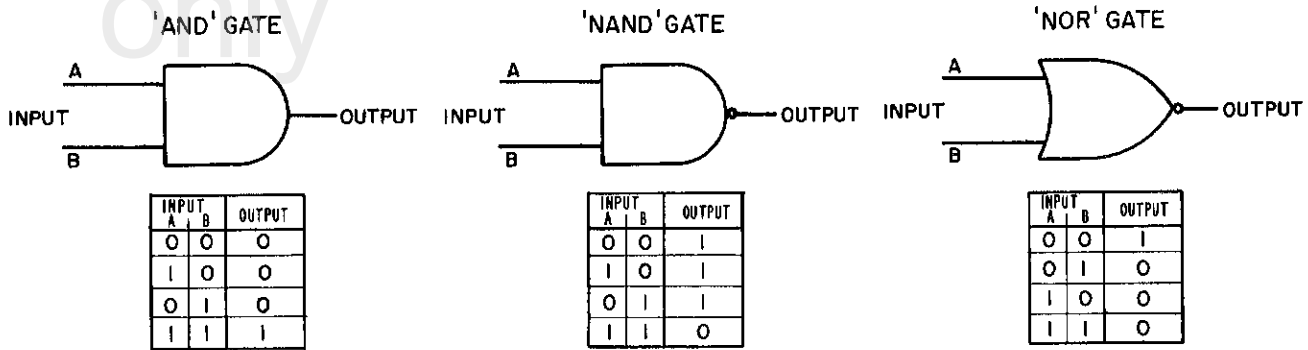 only
'AND' GATE
A
INPUT
B
OUTPUT
INPUT
A B OUTPUT
0 0 0
1 0 0
0 1 0
1 1 1
'NAND' GATE
A
INPUT
B
OUTPUT
INPUT
A B OUTPUT
0 0 1
1 0 1
0 1 1
1 1 0
'NOR' GATE
A
INPUT
B
OUTPUT
INPUT
A B OUTPUT
0 0 1
0 1 0
1 0 0
1 1 0